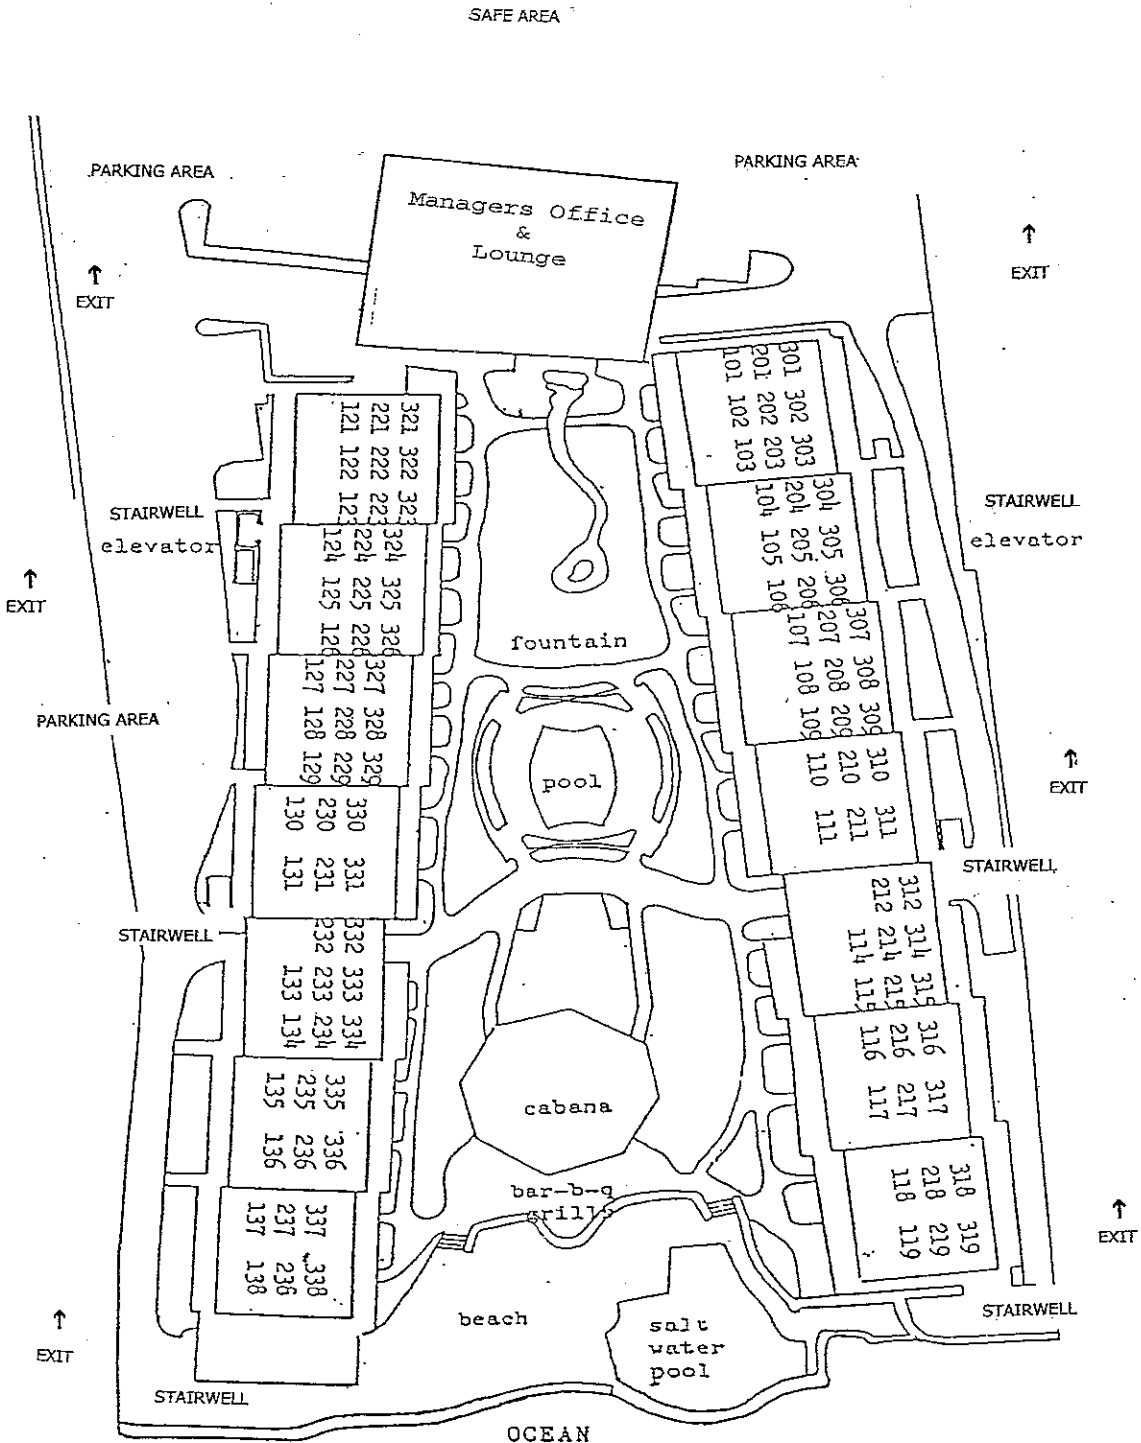 SAFE AREA
PARKING AREA
PARKING AREA
Managers Office
&
Lounge
↑
EXIT
↑
EXIT
301 302 303
201 202 203
101 102 103
321 322 323
221 222 223
121 122 123
304 305 306
204 205 206
104 105 106
STAIRWELL
elevator
STAIRWELL
elevator
324 325 326
224 225 226
124 125 126
↑
EXIT
fountain
307 308 309
207 208 209
107 108 109
327 328 329
227 228 229
127 128 129
PARKING AREA
pool
310 311
210 211
110 111
↑
EXIT
330 331
230 231
130 131
STAIRWELL
312 314 315
212 214 215
114 115
STAIRWELL
332 333 334
232 233 234
133 134
316 317
216 217
116 117
335 336
235 236
135 136
cabana
318 319
218 219
118 119
bar-b-q
grills
337 338
237 236
137 138
↑
EXIT
beach
salt
water
pool
STAIRWELL
↑
EXIT
STAIRWELL
OCEAN